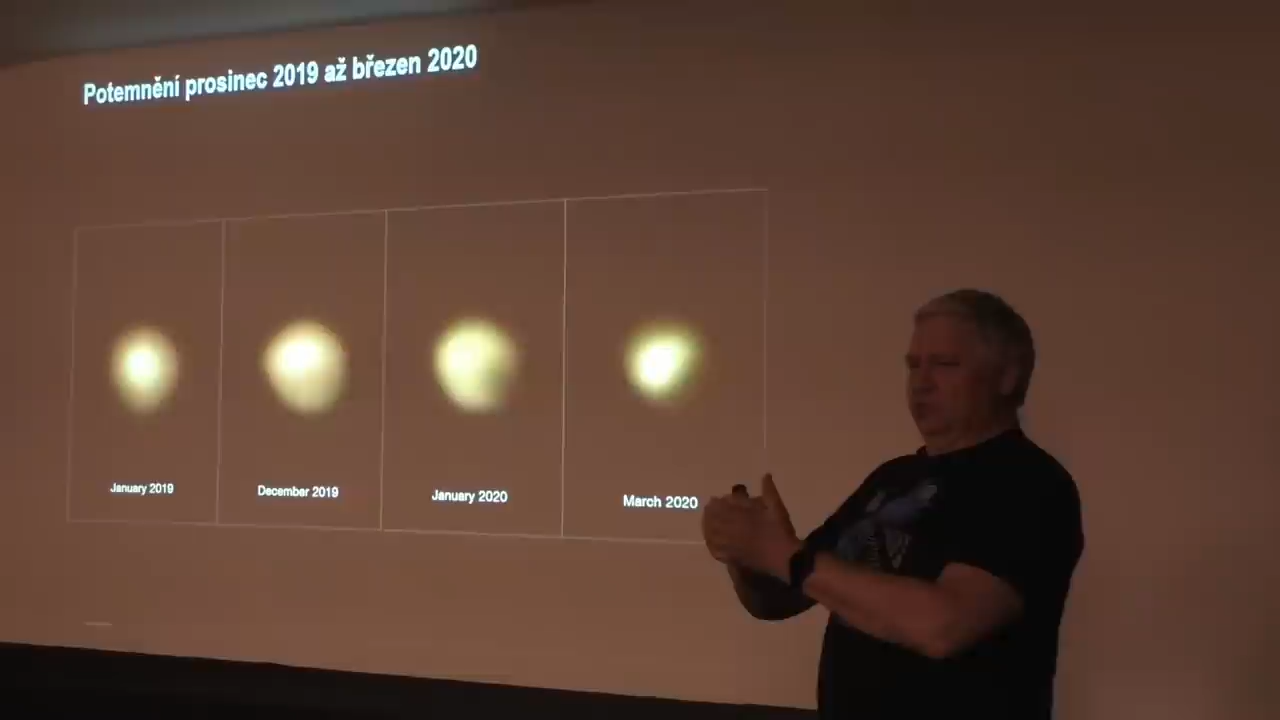 Potemnění prosinec 2019 až březen 2020
January 2019
December 2019
January 2020
March 2020